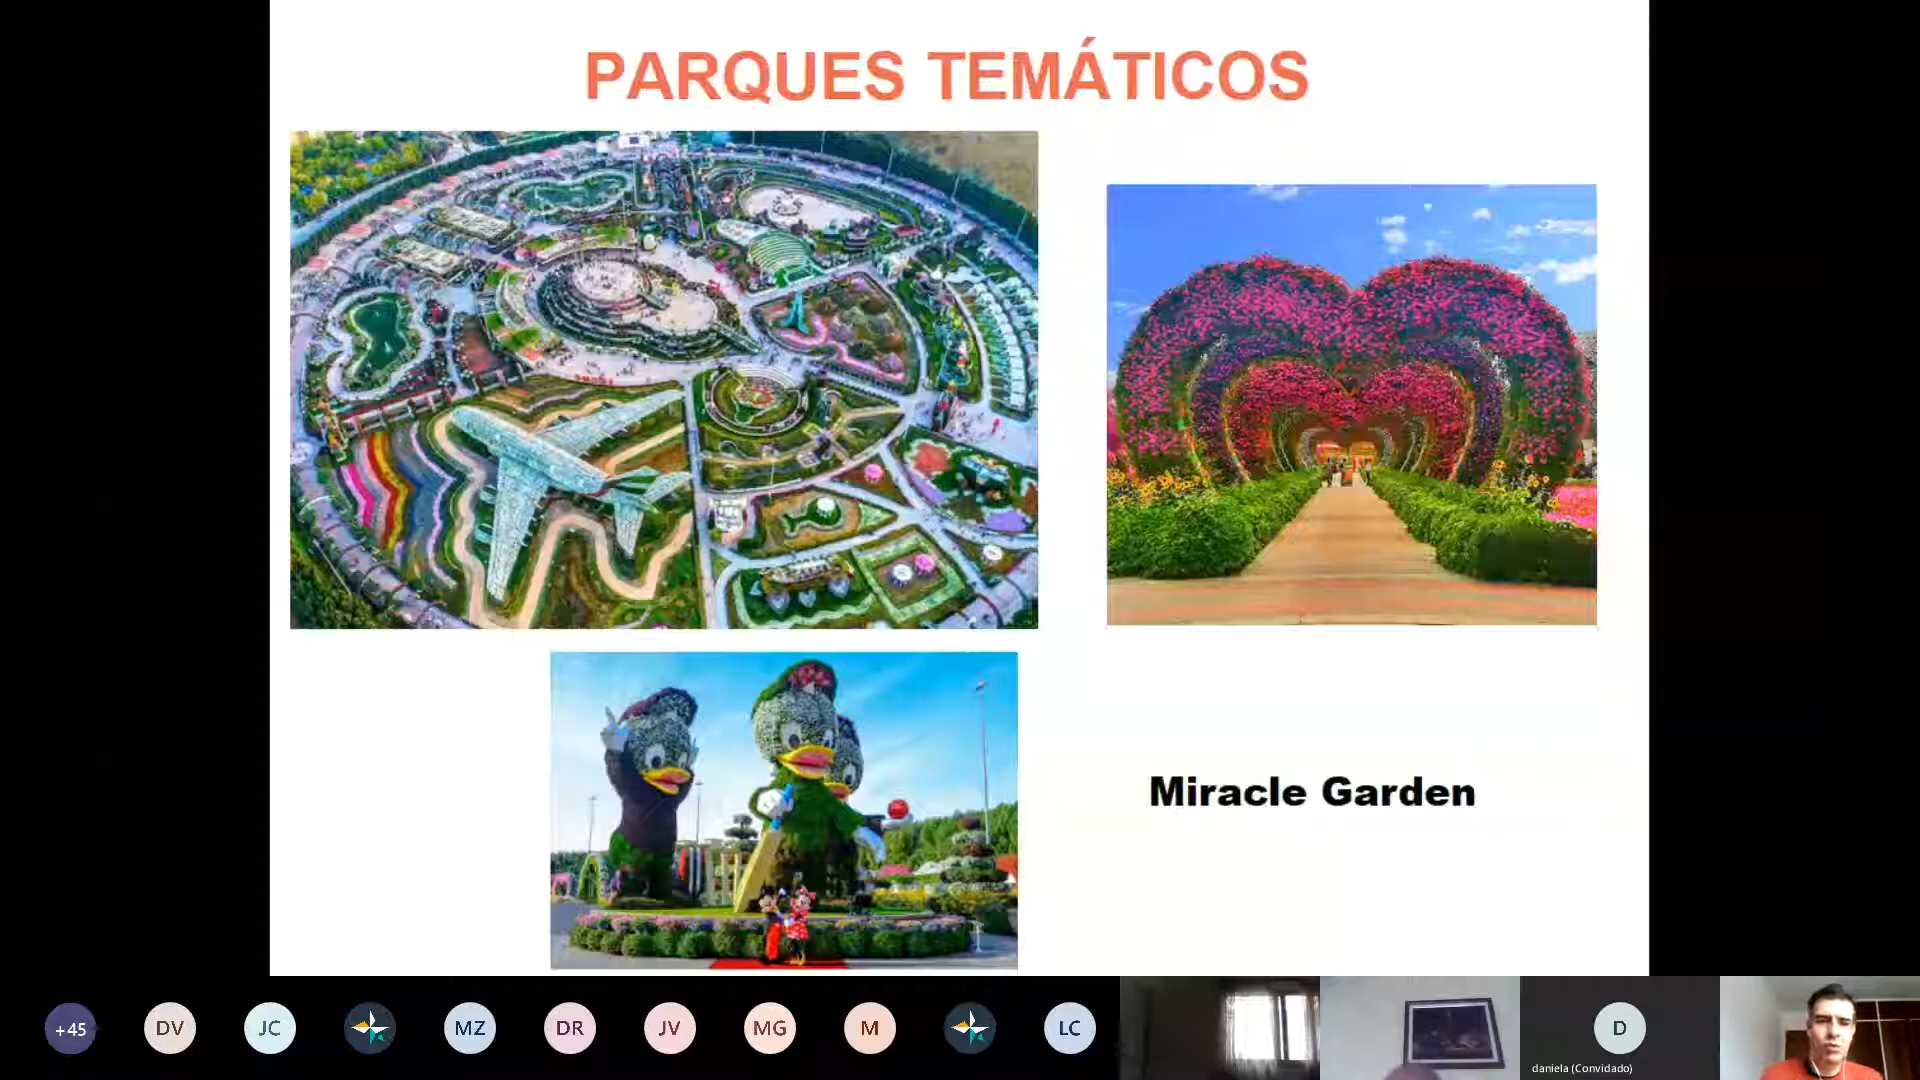 PARQUES TEMÁTICOS
Miracle Garden
+45
DV
JC
MZ
DR
JV
MG
M
LC
D
daniela (Convidado)